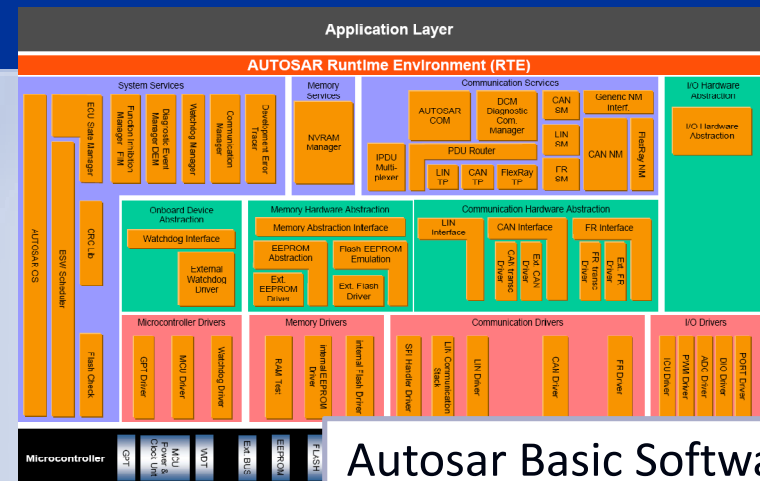 Application Layer
AUTOSAR Runtime Environment (RTE)
System Services
Memory
Services
Communication Services
I/O Hardware
Abstraction
AUTOSAR OS
BSW Scheduler
ECU State Manager
CRC Lib
Flash Check
Function Inhibition
Manager FIM
Diagnostic Event
Manager DEM
Watchdog Manager
Communication
Manager
Development Error
Tracer
NVRAM
Manager
IPDU
Multi-
plexer
AUTOSAR
COM
DCM
Diagnostic
Com.
Manager
PDU Router
LIN
TP
CAN
TP
FlexRay
TP
CAN
SM
LIN
SM
FR
SM
Generic NM
Interf.
CAN NM
FlexRay NM
I/O Hardware
Abstraction
Onboard Device
Abstraction
Watchdog Interface
External
Watchdog
Driver
Memory Hardware Abstraction
Memory Abstraction Interface
EEPROM
Abstraction
Flash EEPROM
Emulation
Ext.
EEPROM
Driver
Ext. Flash
Driver
Communication Hardware Abstraction
LIN
Interface
CAN Interface
CAN transc
Driver
Ext. CAN
Driver
FR Interface
FR transc
Driver
Ext. FR
Driver
Microcontroller Drivers
GPT Driver
MCU Driver
Watchdog Driver
Memory Drivers
RAM Test
internal EEPROM
Driver
internal Flash Driver
Communication Drivers
SPI Handler Driver
LIN Communication
Stack
LIN Driver
CAN Driver
FR Driver
I/O Drivers
ICU Driver
PWM Driver
ADC Driver
DIO Driver
PORT Driver
Microcontroller
GPT
MCU
Power &
Clock Unit
WDT
Ext. BUS
EEPROM
FLASH
Autosar Basic Softwa